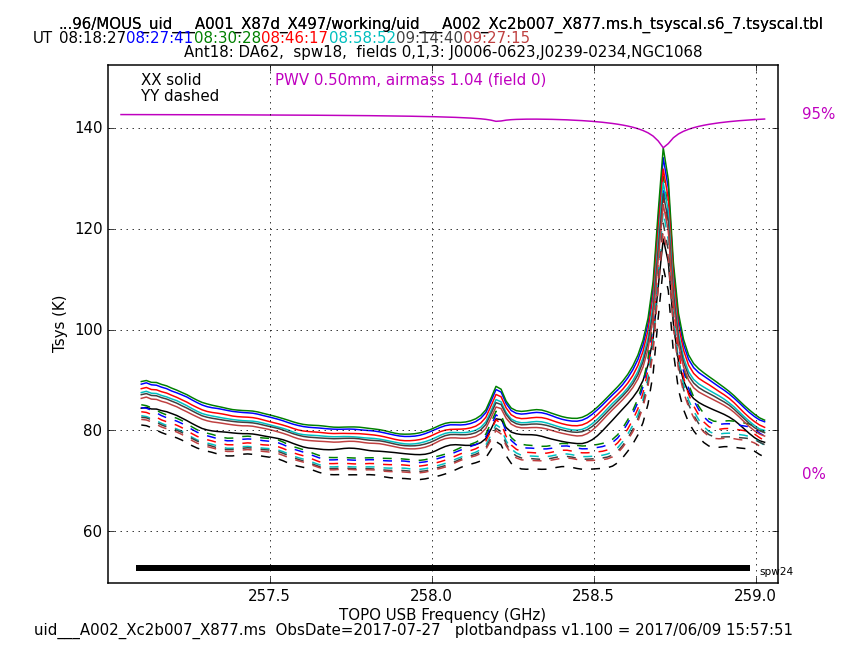 ...96/MOUS_uid___A001_X87d_X497/working/uid___A002_Xc2b007_X877.ms.h_tsyscal.s6_7.tsyscal.tbl
UT 08:18:27 08:27:41 08:30:28 08:46:17 08:58:52 09:14:40 09:27:15
Ant18: DA62,  spw18,  fields 0,1,3: J0006-0623,J0239-0234,NGC1068
XX solid PWV 0.50mm, airmass 1.04 (field 0)
YY dashed
95%
140
120
100
80
60
Tsys (K)
0%
spw24
257.5 258.0 258.5 259.0
TOPO USB Frequency (GHz)
uid___A002_Xc2b007_X877.ms  ObsDate=2017-07-27   plotbandpass v1.100 = 2017/06/09 15:57:51